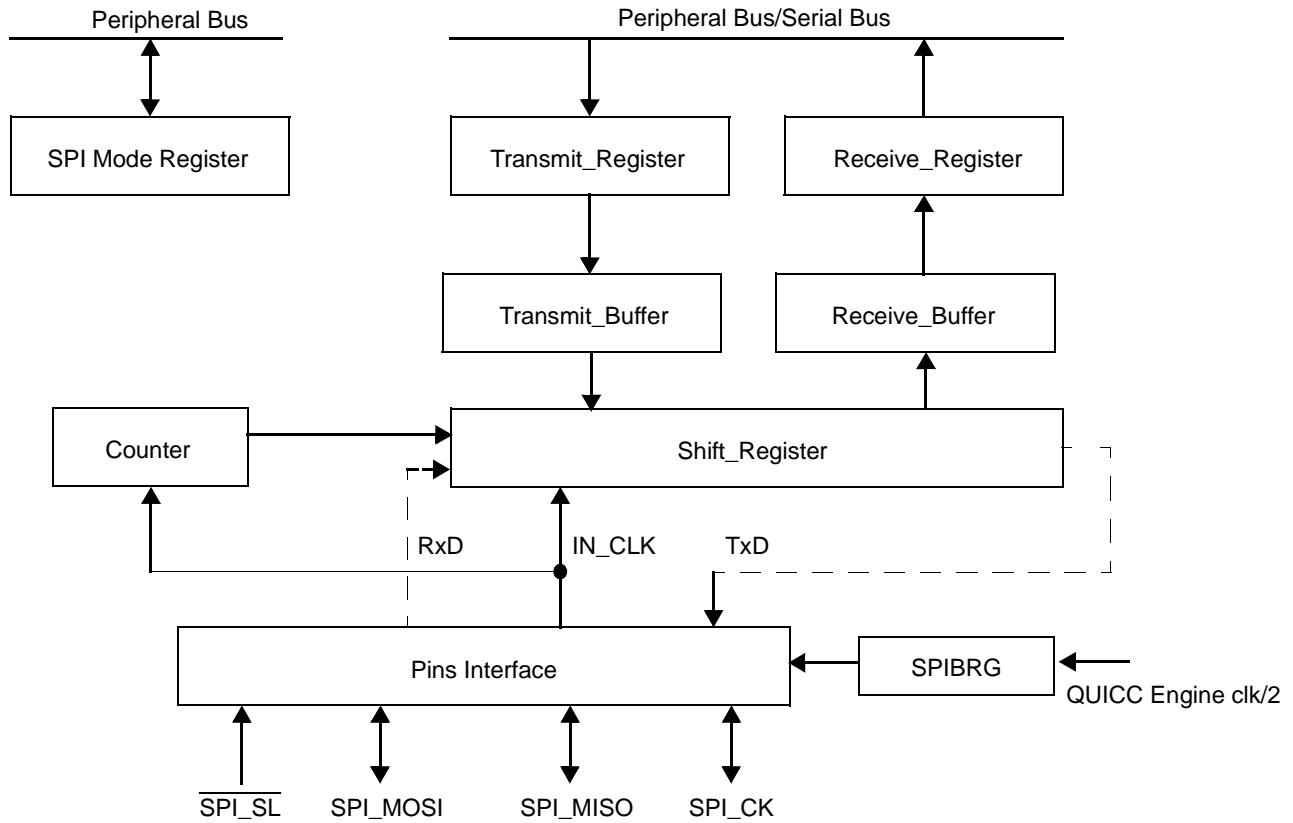 Peripheral Bus
Peripheral Bus/Serial Bus
SPI Mode Register
Transmit_Register
Receive_Register
Transmit_Buffer
Receive_Buffer
Counter
Shift_Register
RxD
IN_CLK
TxD
Pins Interface
SPIBRG
QUICC Engine clk/2
SPI_SL
SPI_MOSI
SPI_MISO
SPI_CK